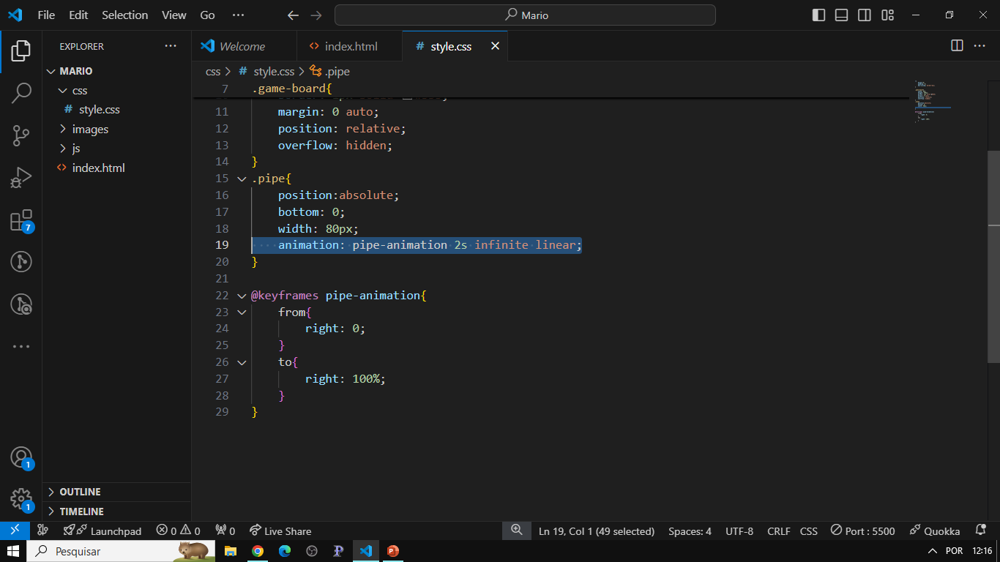 File Edit Selection View Go ··· Mario
EXPLORER ···
Welcome index.html # style.css
MARIO
css
# style.css
images
js
index.html
OUTLINE
TIMELINE
css > # style.css > .pipe
7 .game-board{
11 margin: 0 auto;
12 position: relative;
13 overflow: hidden;
14 }
15 .pipe{
16 position:absolute;
17 bottom: 0;
18 width: 80px;
19 animation: pipe-animation 2s infinite linear;
20 }
21
22 @keyframes pipe-animation{
23 from{
24 right: 0;
25 }
26 to{
27 right: 100%;
28 }
29 }
7
1
1
Launchpad 0 0 0 Live Share Ln 19, Col 1 (49 selected) Spaces: 4 UTF-8 CRLF CSS Port : 5500 Quokka
Pesquisar POR 12:16